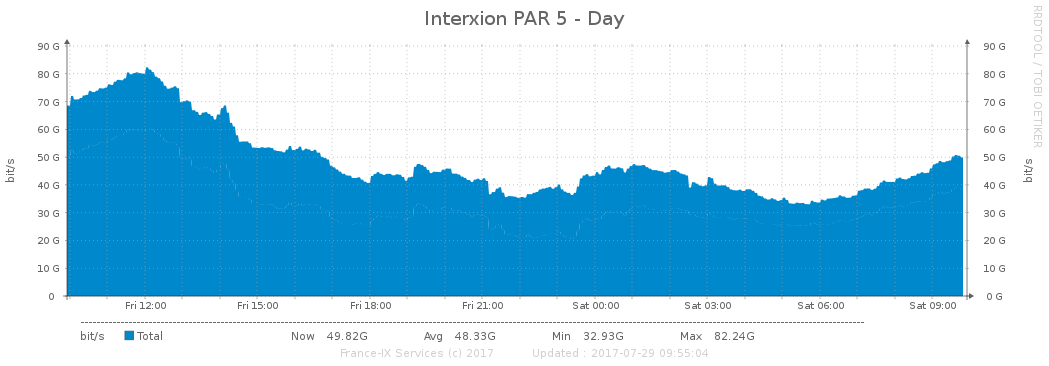 Interxion PAR 5 - Day
RRDTOOL / TOBI OETIKER
90 G 90 G
80 G 80 G
70 G 70 G
60 G 60 G
50 G 50 G
40 G 40 G
30 G 30 G
20 G 20 G
10 G 10 G
0 0 G
bit/s
bit/s
Fri 12:00 Fri 15:00 Fri 18:00 Fri 21:00 Sat 00:00 Sat 03:00 Sat 06:00 Sat 09:00
bit/s Total Now 49.82G Avg 48.33G Min 32.93G Max 82.24G
France-IX Services (c) 2017 Updated : 2017-07-29 09:55:04